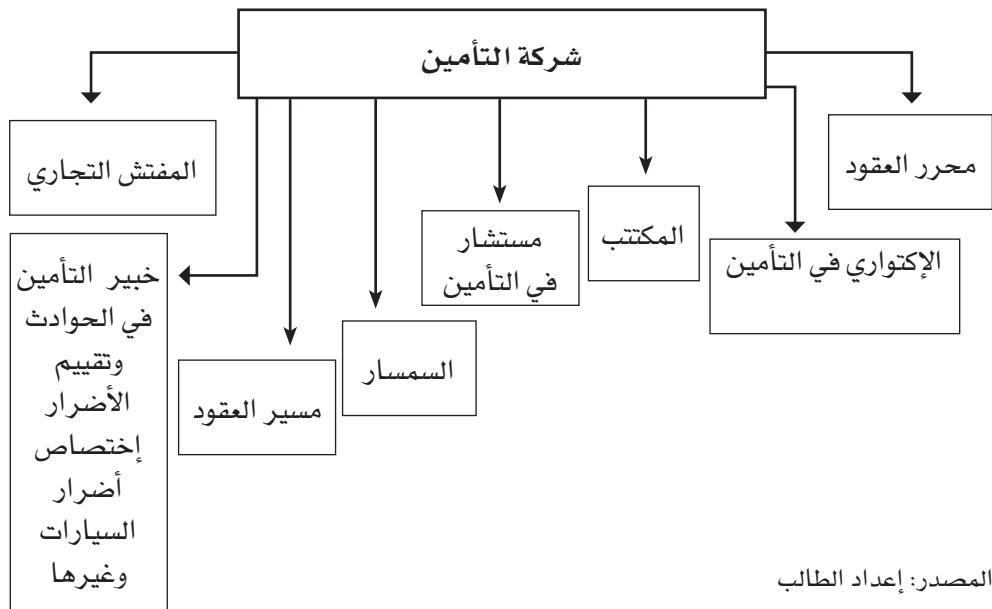 شركة التأمين
محرر العقود
المفتش التجاري
الإكتواري في التأمين
المكتتب
مستشار
في التأمين
السمسار
مسير العقود
خبير التأمين
في الحوادث
وتقييم
الأضرار
إختصاص
أضرار
السيارات
وغيرها
المصدر: إعداد الطالب